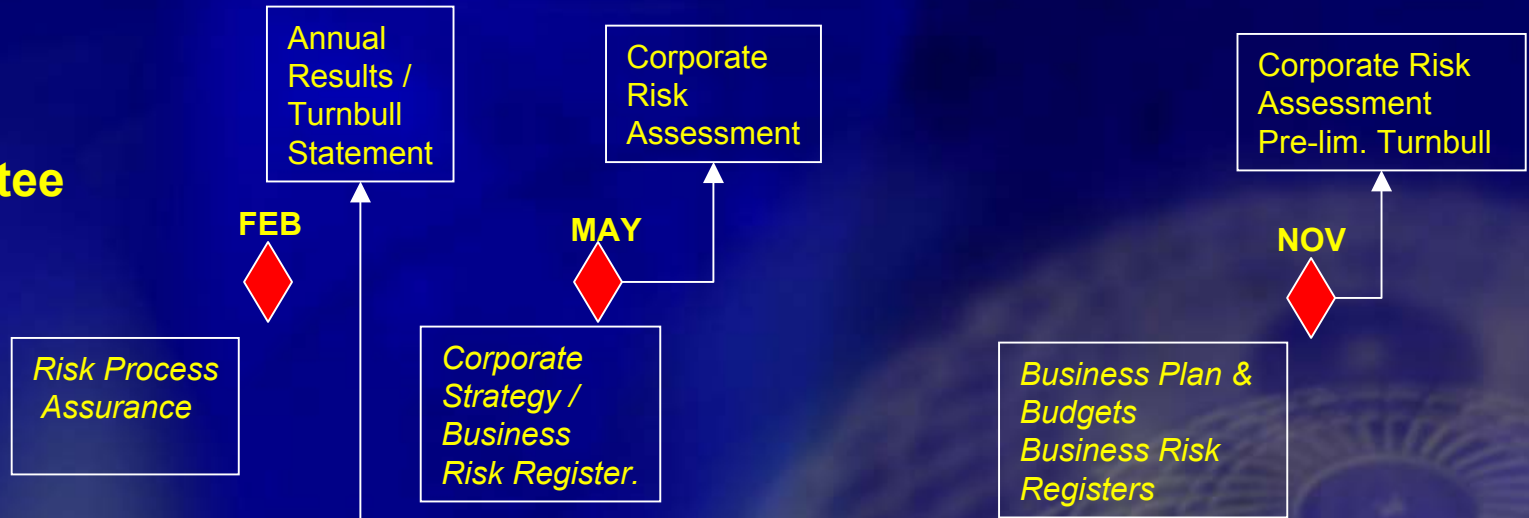 Annual
Results /
Turnbull
Statement
Corporate
Risk
Assessment
Corporate Risk
Assessment
Pre-lim. Turnbull
tee
FEB
MAY
NOV
Risk Process
Assurance
Corporate
Strategy /
Business
Risk Register.
Business Plan &
Budgets
Business Risk
Registers